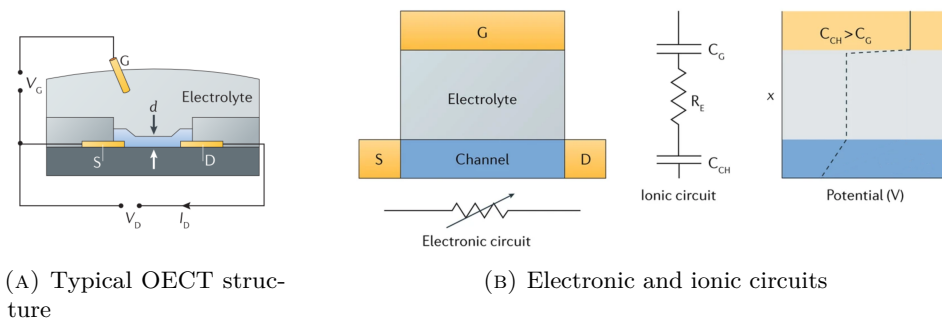 G
V_G
Electrolyte
d
S
D
V_D
I_D
(A) Typical OECT struc-
ture
G
Electrolyte
S
Channel
D
Electronic circuit
C_G
R_E
C_CH
Ionic circuit
C_CH > C_G
x
Potential (V)
(B) Electronic and ionic circuits